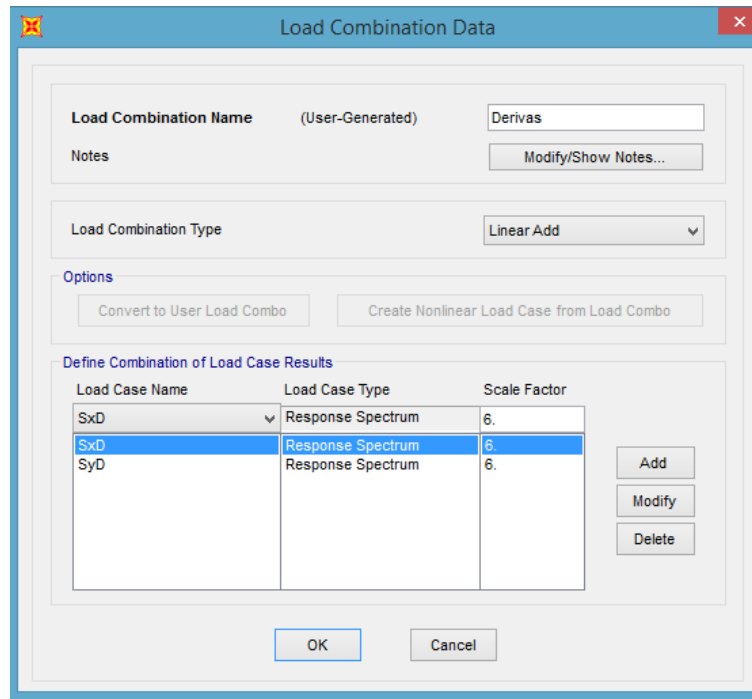 Load Combination Data
Load Combination Name (User-Generated) Derivas
Notes Modify/Show Notes...
Load Combination Type Linear Add
Options
Convert to User Load Combo Create Nonlinear Load Case from Load Combo
Define Combination of Load Case Results
Load Case Name Load Case Type Scale Factor
SxD Response Spectrum 6.
SxD Response Spectrum 6.
SyD Response Spectrum 6.
Add
Modify
Delete
OK Cancel